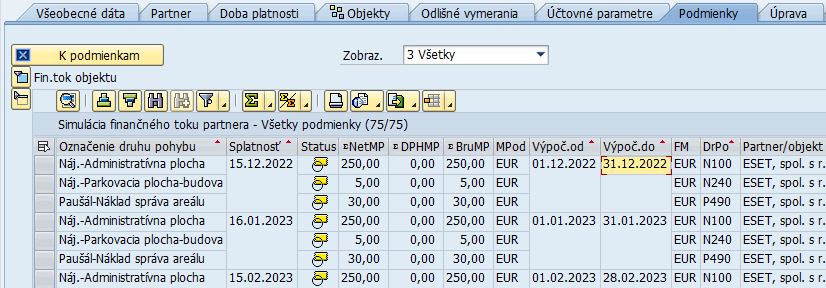 Všeobecné dáta Partner Doba platnosti Objekty Odlišné vymerania Účtovné parametre Podmienky Úprava
K podmienkam Zobraz. 3 Všetky
Fin.tok objektu
Simulácia finančného toku partnera - Všetky podmienky (75/75)
Označenie druhu pohybu Splatnosť Status ΣNetMP ΣDPHMP ΣBruMP MPod Výpoč.od Výpoč.do FM DrPo Partner/objekt
Náj.-Administratívna plocha 15.12.2022 250,00 0,00 250,00 EUR 01.12.2022 31.12.2022 EUR N100 ESET, spol. s r.
Náj.-Parkovacia plocha-budova 5,00 0,00 5,00 EUR EUR N240 ESET, spol. s r.
Paušál-Náklad správa areálu 30,00 0,00 30,00 EUR EUR P490 ESET, spol. s r.
Náj.-Administratívna plocha 16.01.2023 250,00 0,00 250,00 EUR 01.01.2023 31.01.2023 EUR N100 ESET, spol. s r.
Náj.-Parkovacia plocha-budova 5,00 0,00 5,00 EUR EUR N240 ESET, spol. s r.
Paušál-Náklad správa areálu 30,00 0,00 30,00 EUR EUR P490 ESET, spol. s r.
Náj.-Administratívna plocha 15.02.2023 250,00 0,00 250,00 EUR 01.02.2023 28.02.2023 EUR N100 ESET, spol. s r.